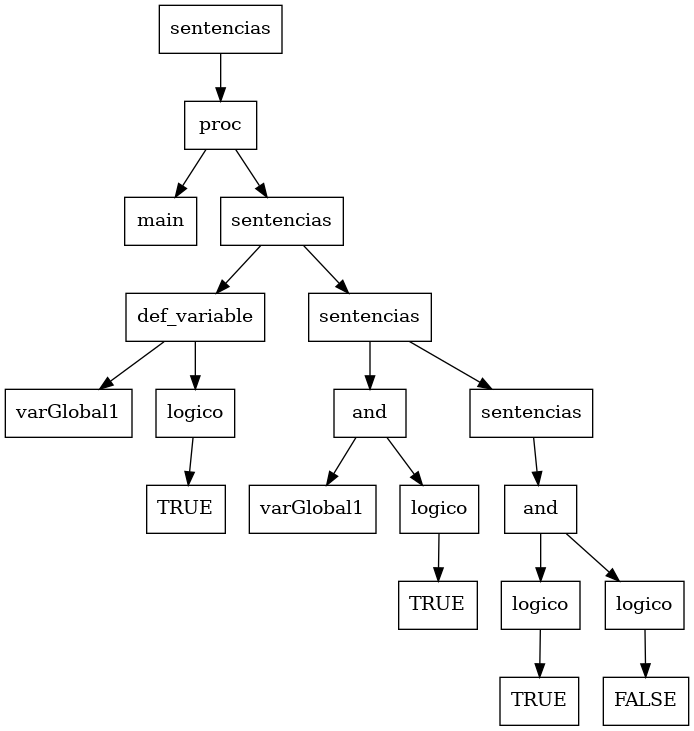 sentencias
proc
main
sentencias
def_variable
sentencias
varGlobal1
logico
and
sentencias
TRUE
varGlobal1
logico
and
TRUE
logico
logico
TRUE
FALSE